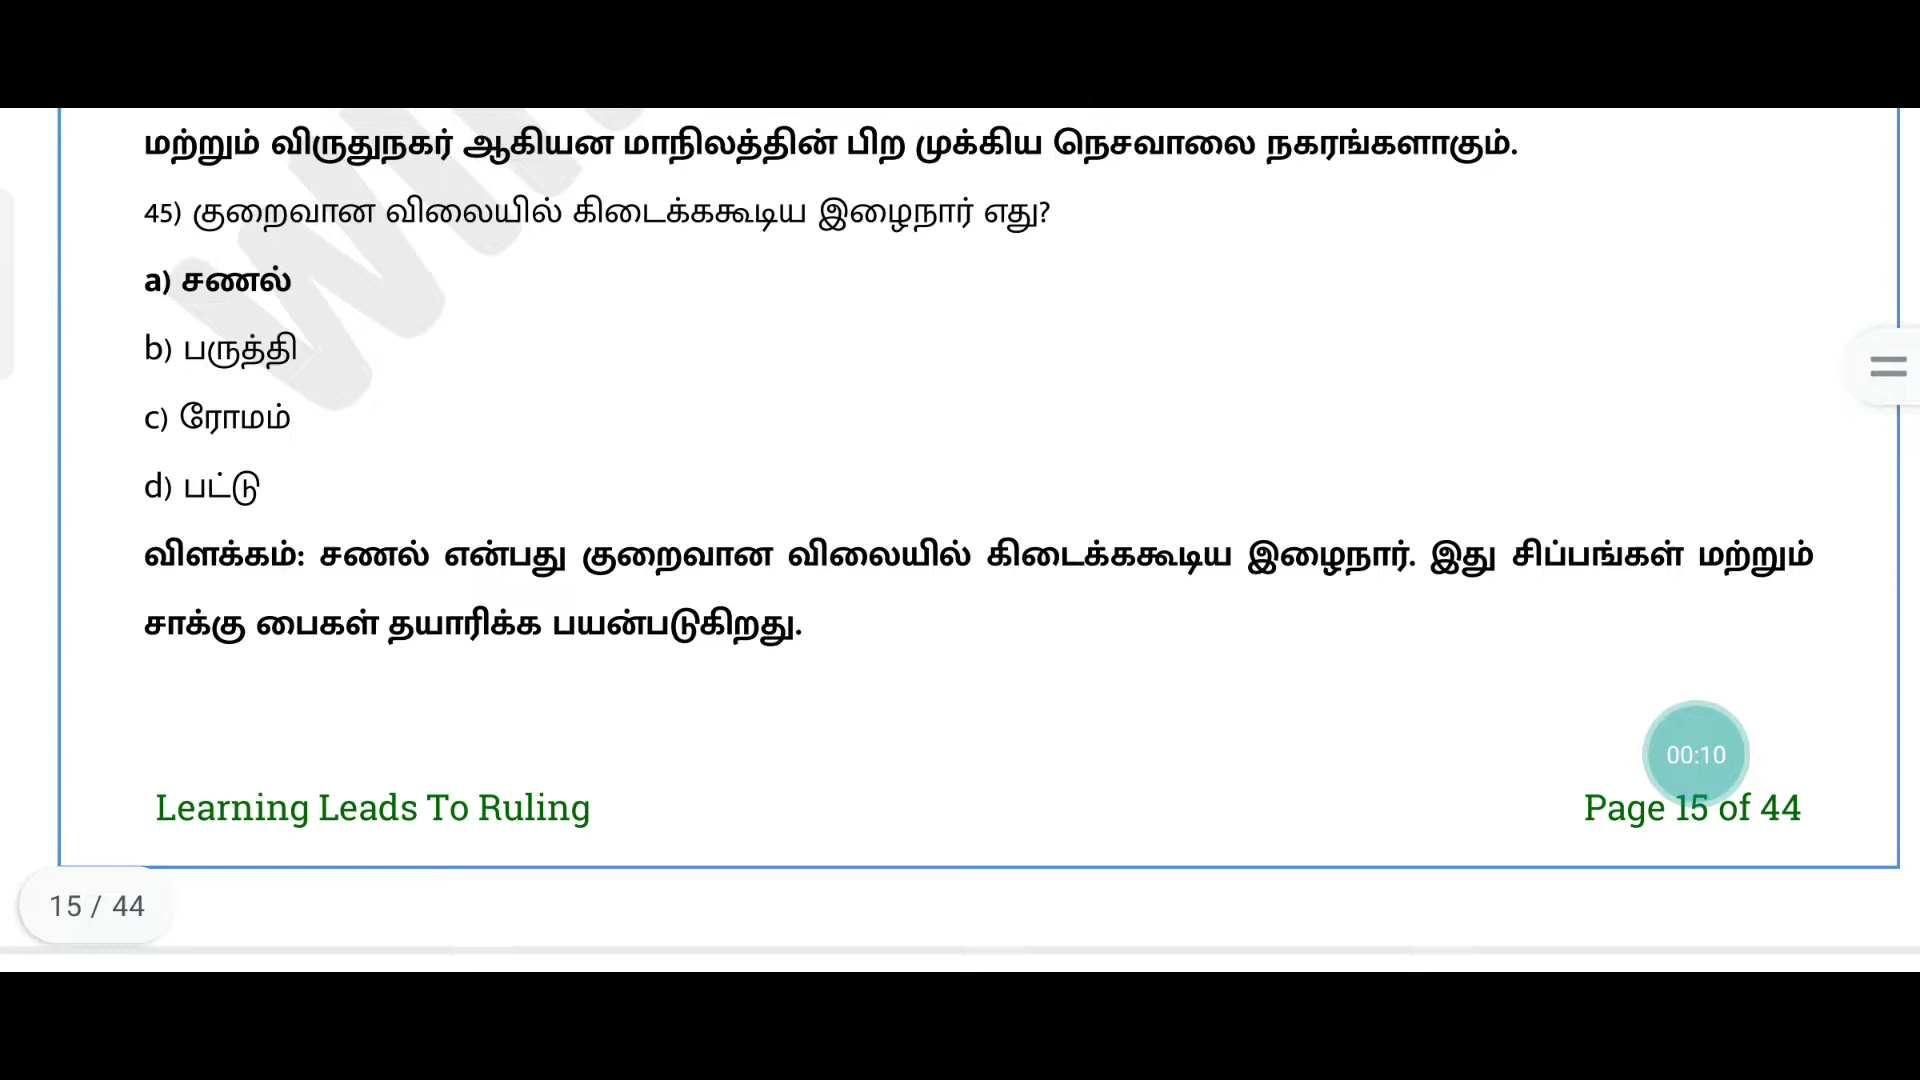 மற்றும் விருதுநகர் ஆகியன மாநிலத்தின் பிற முக்கிய நெசவாலை நகரங்களாகும்.
45) குறைவான விலையில் கிடைக்ககூடிய இழைநார் எது?
a) சணல்
b) பருத்தி
c) ரோமம்
d) பட்டு
விளக்கம்: சணல் என்பது குறைவான விலையில் கிடைக்ககூடிய இழைநார். இது சிப்பங்கள் மற்றும்
சாக்கு பைகள் தயாரிக்க பயன்படுகிறது.
00:10
Learning Leads To Ruling Page 15 of 44
15 / 44